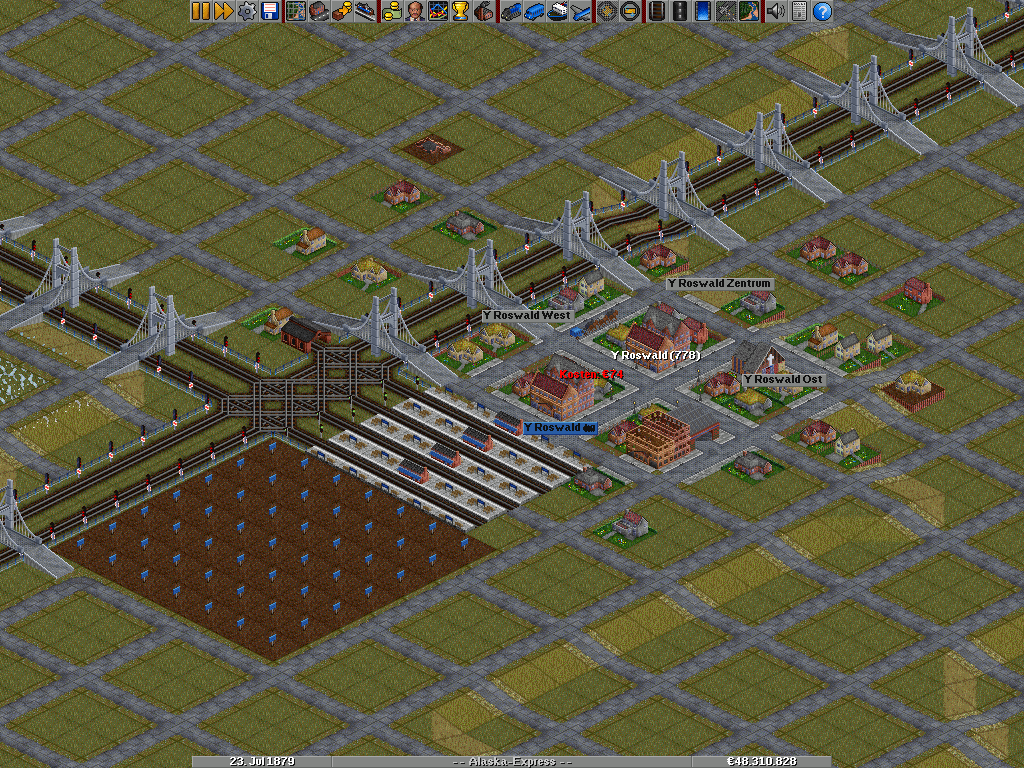 Y Roswald Zentrum
Y Roswald West
Y Roswald (778)
Kosten: €74
Y Roswald Ost
Y Roswald
23. Jul 1879
-- Alaska-Express --
€48.310.828